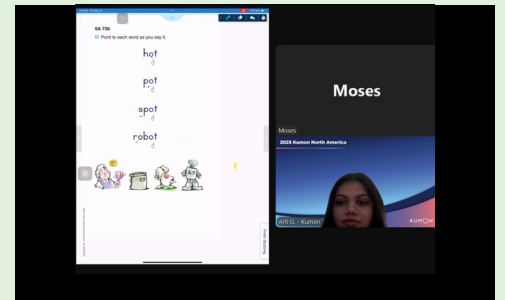 6A 73b
Point to each word as you say it.
hot
pot
spot
robot
Moses
Moses
2025 Kumon North America
Arti G. - Kumon
KUMON